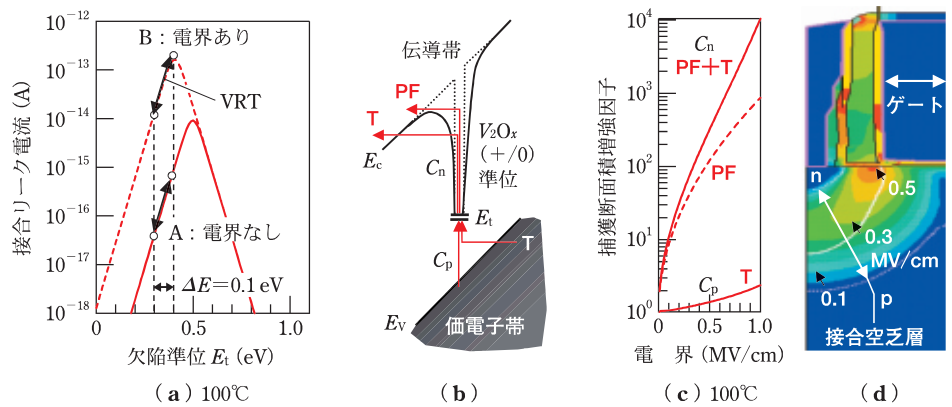 10⁻¹²
10⁻¹³
10⁻¹⁴
10⁻¹⁵
10⁻¹⁶
10⁻¹⁷
10⁻¹⁸
接合リーク電流 (A)
B：電界あり
VRT
A：電界なし
ΔE＝0.1 eV
0
0.5
1.0
欠陥準位 Et (eV)
(a) 100℃
伝導帯
PF
T
Ec
Cn
V₂Oₓ
(＋/0)
準位
Et
T
Cp
EV
価電子帯
(b)
捕獲断面積増強因子
10⁴
10³
10²
10¹
10⁰
Cn
PF＋T
PF
T
Cp
0
0.5
1.0
電 界 (MV/cm)
(c) 100℃
ゲート
n
0.5
0.3
MV/cm
0.1
p
接合空乏層
(d)